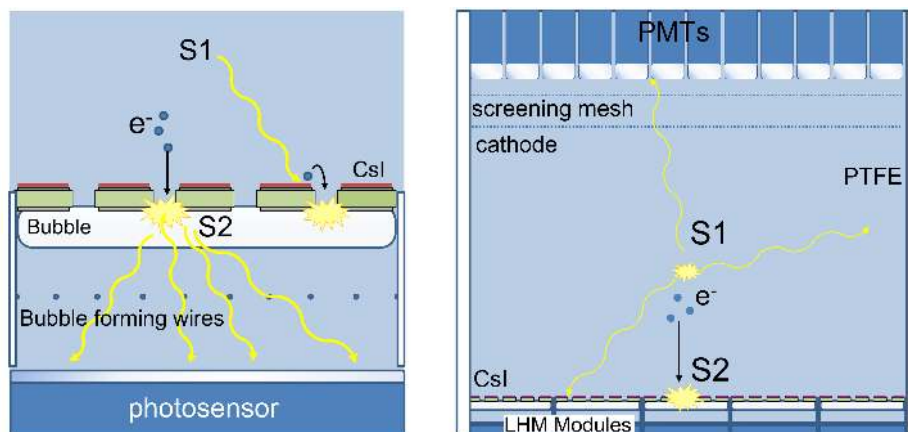 S1
e-
CsI
Bubble
S2
Bubble forming wires
photosensor
PMTs
screening mesh
cathode
PTFE
S1
e-
S2
CsI
LHM Modules